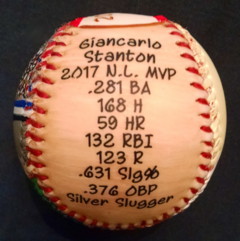 Giancarlo
Stanton
2017 N.L. MVP
.281 BA
168 H
59 HR
132 RBI
123 R
.631 Slg%
.376 OBP
Silver Slugger